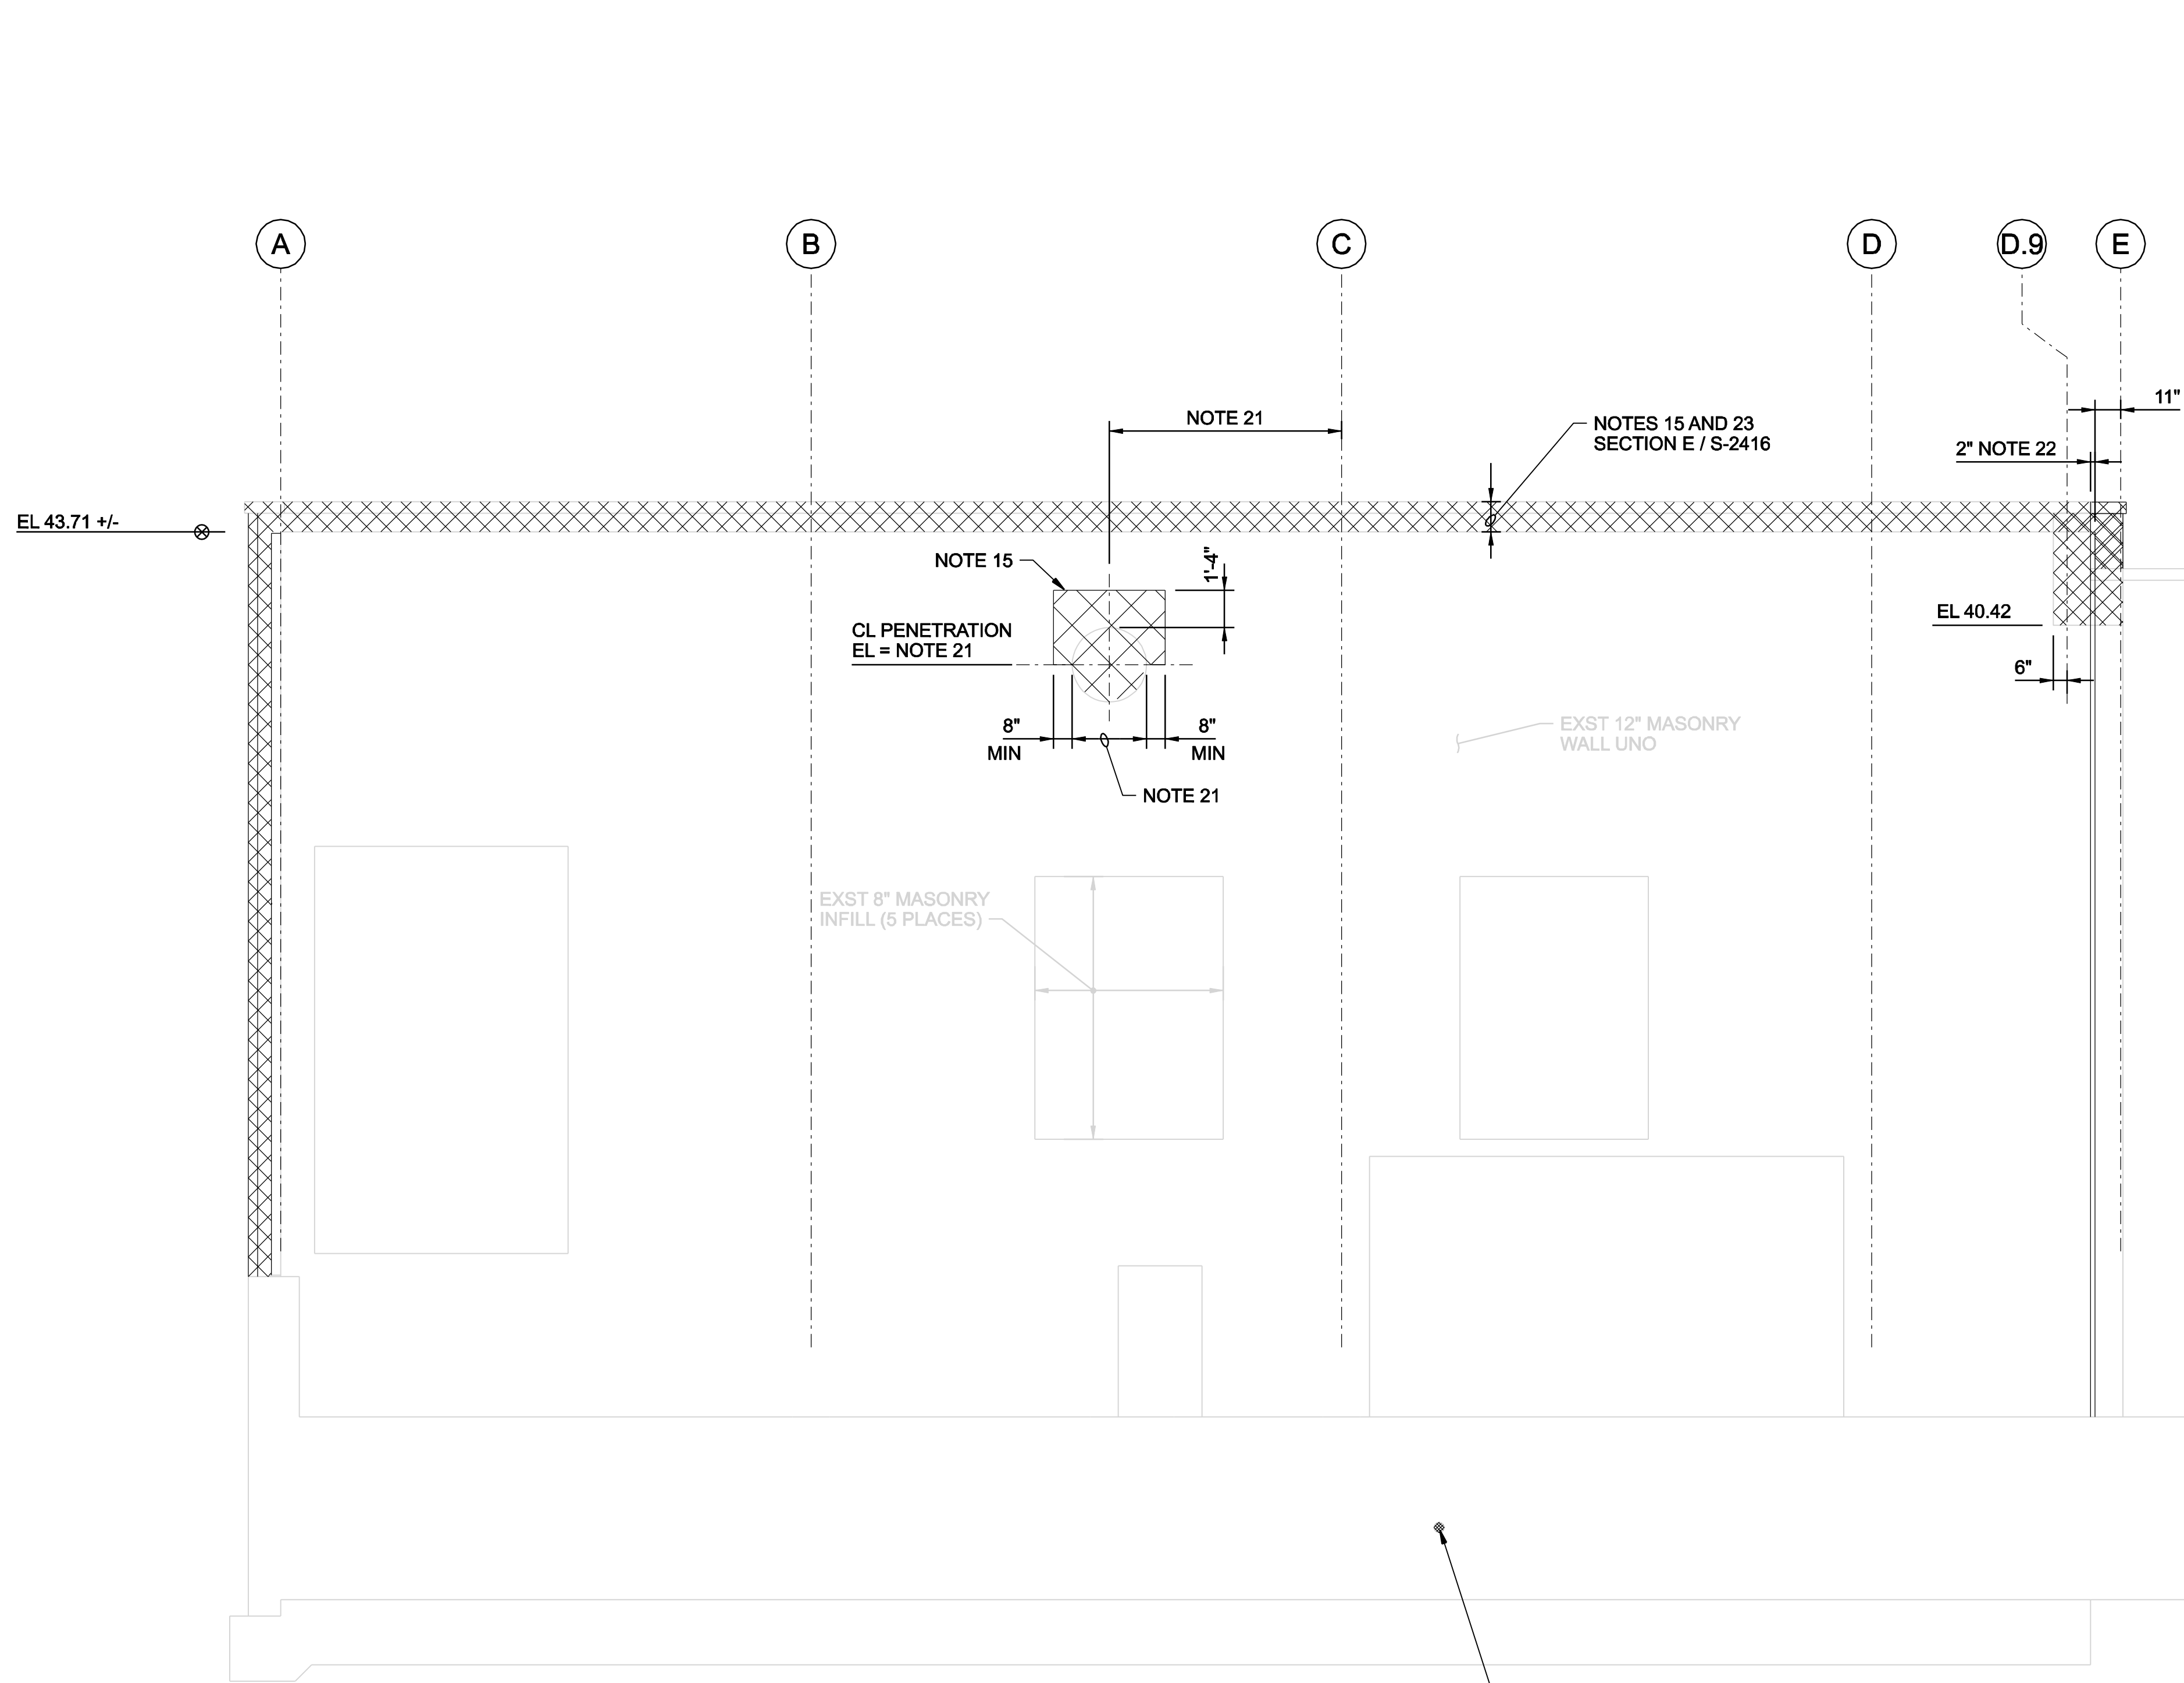 A
B
C
D
D.9
E
11"
NOTE 21
NOTES 15 AND 23
SECTION E / S-2416
2" NOTE 22
EL 43.71 +/-
NOTE 15
1'-4"
EL 40.42
CL PENETRATION
EL = NOTE 21
6"
8"
MIN
8"
MIN
EXST 12" MASONRY
WALL UNO
NOTE 21
EXST 8" MASONRY
INFILL (5 PLACES)